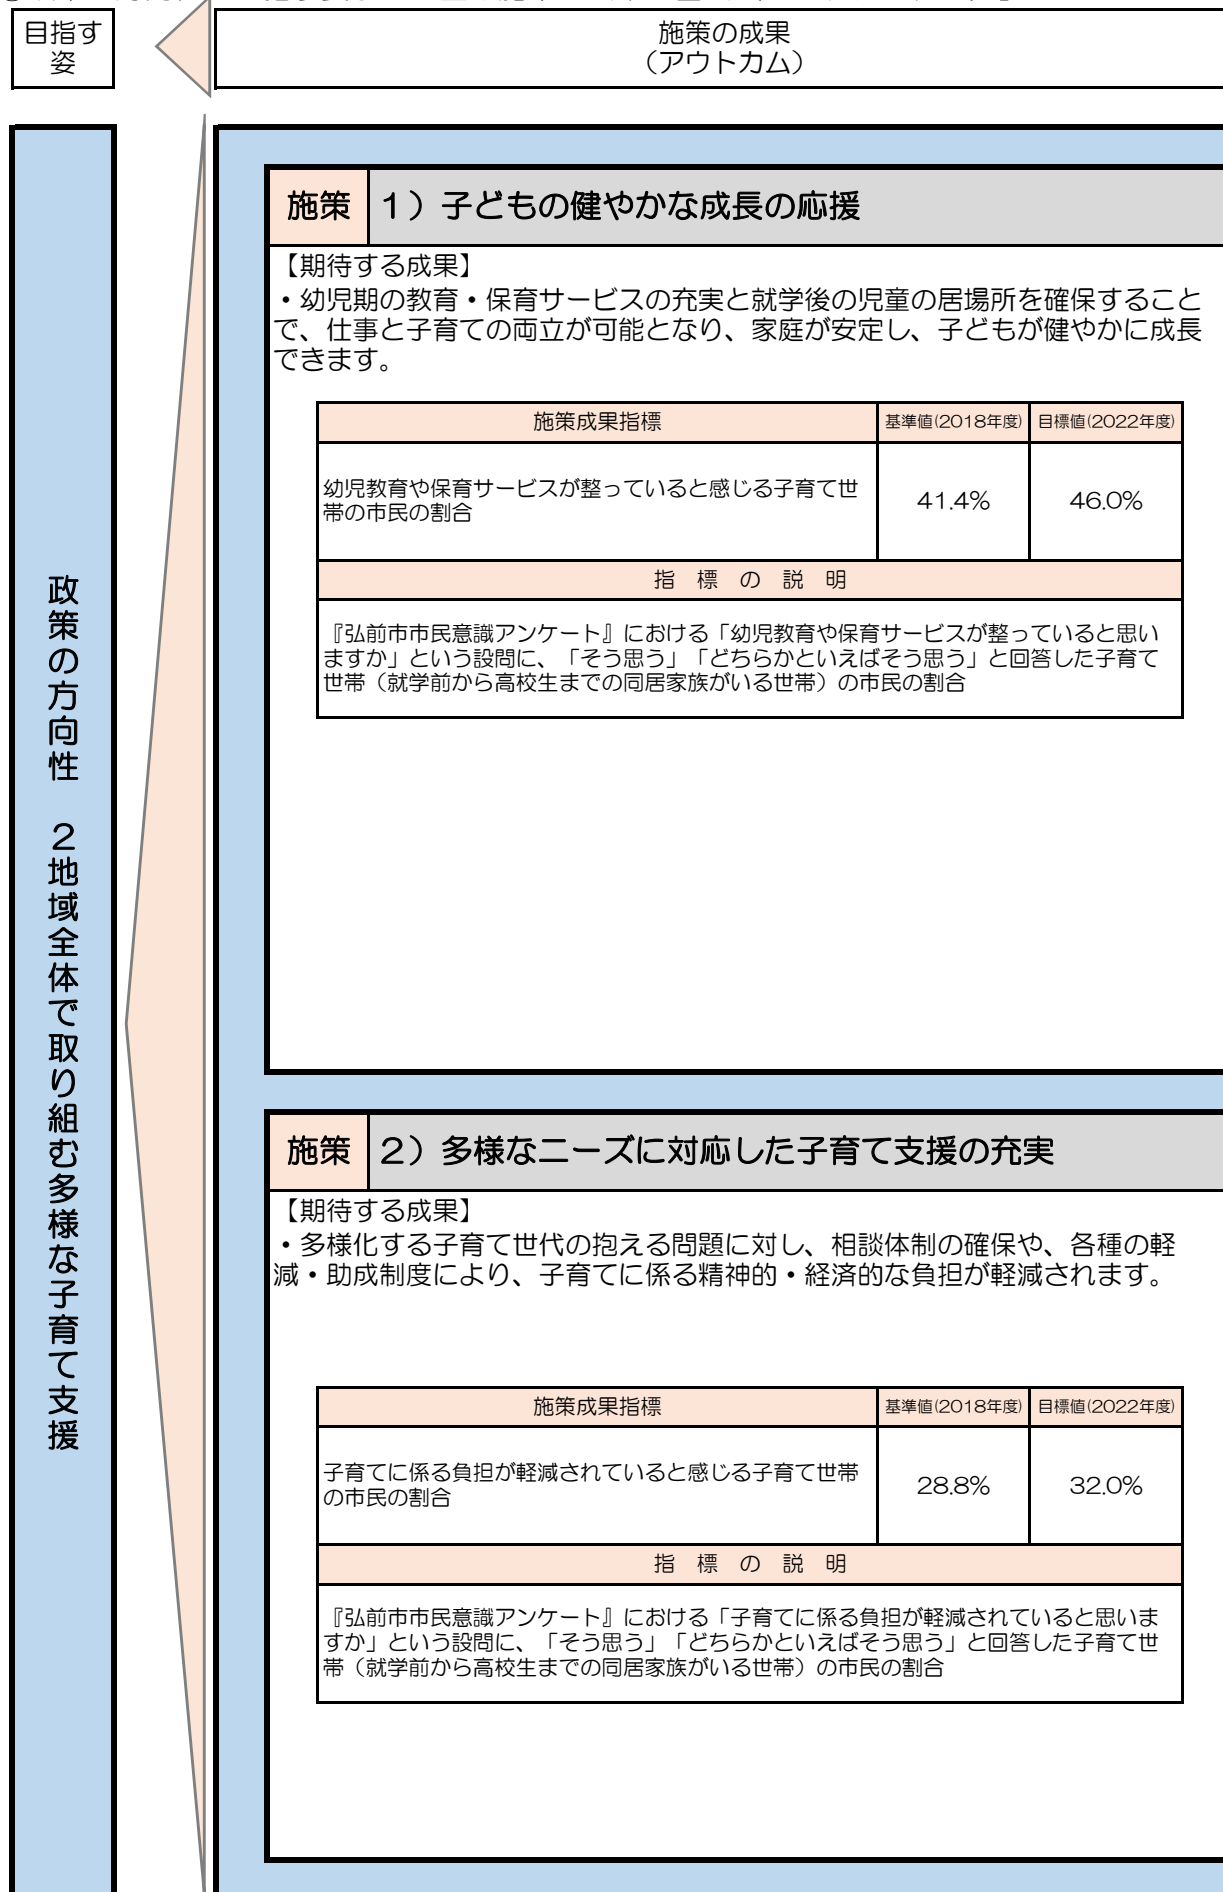 目指す
姿
施策の成果
（アウトカム）
政策の方向性　２地域全体で取り組む多様な子育て支援
施策
１）子どもの健やかな成長の応援
【期待する成果】
・幼児期の教育・保育サービスの充実と就学後の児童の居場所を確保すること
で、仕事と子育ての両立が可能となり、家庭が安定し、子どもが健やかに成長
できます。
施策成果指標
基準値(2018年度)
目標値(2022年度)
幼児教育や保育サービスが整っていると感じる子育て世
帯の市民の割合
41.4%
46.0%
指　標　の　説　明
『弘前市市民意識アンケート』における「幼児教育や保育サービスが整っていると思い
ますか」という設問に、「そう思う」「どちらかといえばそう思う」と回答した子育て
世帯（就学前から高校生までの同居家族がいる世帯）の市民の割合
施策
２）多様なニーズに対応した子育て支援の充実
【期待する成果】
・多様化する子育て世代の抱える問題に対し、相談体制の確保や、各種の軽
減・助成制度により、子育てに係る精神的・経済的な負担が軽減されます。
施策成果指標
基準値(2018年度)
目標値(2022年度)
子育てに係る負担が軽減されていると感じる子育て世帯
の市民の割合
28.8%
32.0%
指　標　の　説　明
『弘前市市民意識アンケート』における「子育てに係る負担が軽減されていると思いま
すか」という設問に、「そう思う」「どちらかといえばそう思う」と回答した子育て世
帯（就学前から高校生までの同居家族がいる世帯）の市民の割合